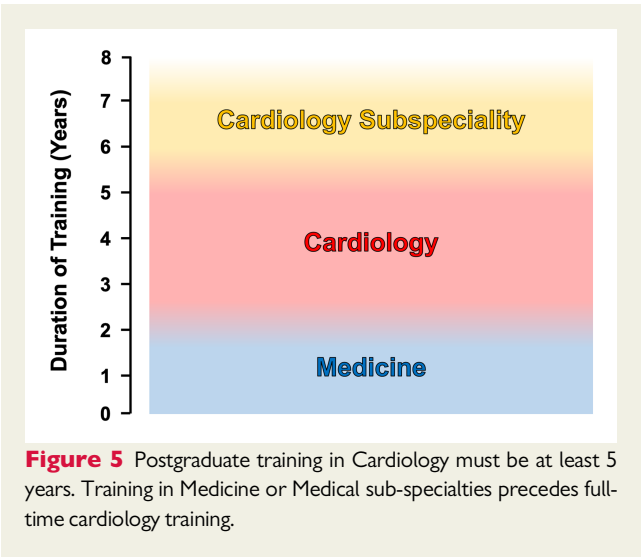 8
7
Cardiology Subspeciality
6
5
Cardiology
4
3
2
Medicine
1
0
Duration of Training (Years)
Figure 5 Postgraduate training in Cardiology must be at least 5
years. Training in Medicine or Medical sub-specialties precedes full-
time cardiology training.